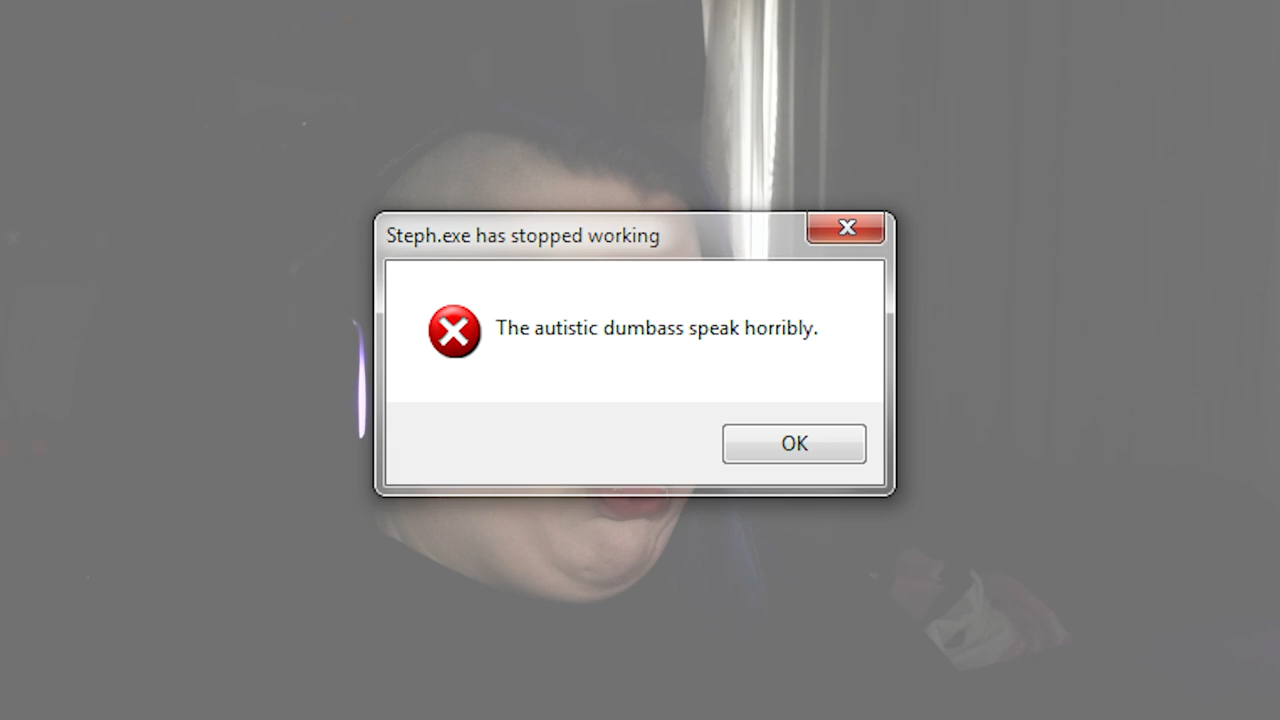 Steph.exe has stopped working
The autistic dumbass speak horribly.
OK